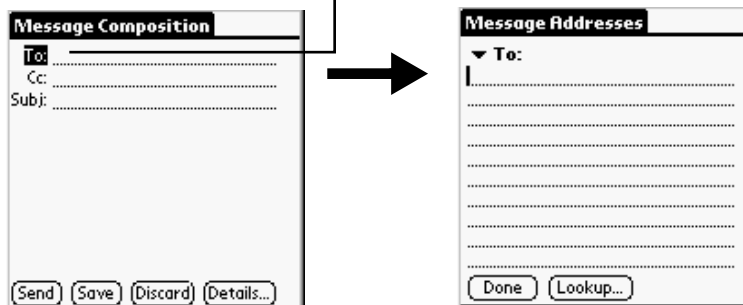 Message Composition
To:
Cc:
Subj:
Send Save Discard Details...
Message Addresses
To:
Done Lookup...